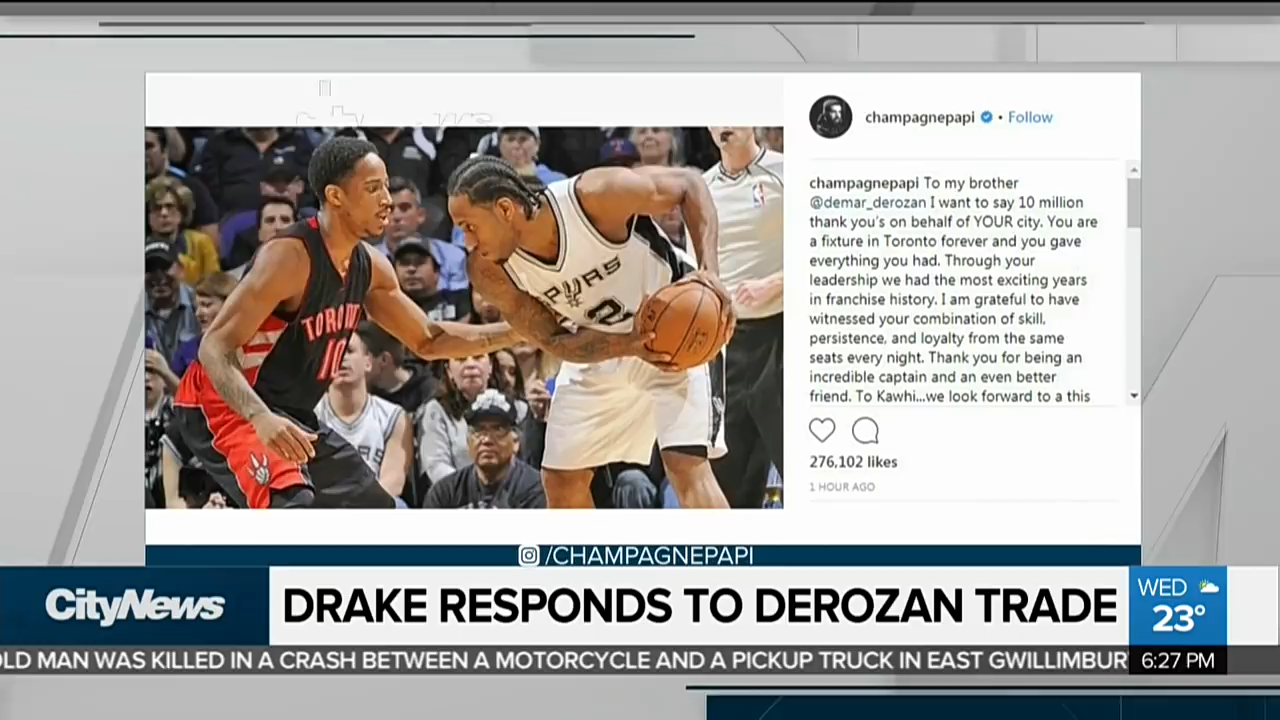 champagnepapi • Follow
champagnepapi To my brother
@demar_derozan I want to say 10 million
thank you's on behalf of YOUR city. You are
a fixture in Toronto forever and you gave
everything you had. Through your
leadership we had the most exciting years
in franchise history. I am grateful to have
witnessed your combination of skill,
persistence, and loyalty from the same
seats every night. Thank you for being an
incredible captain and an even better
friend. To Kawhi...we look forward to a this
276,102 likes
1 HOUR AGO
TORONTO
10
SPURS
2
/CHAMPAGNEPAPI
CityNews
DRAKE RESPONDS TO DEROZAN TRADE
WED
23°
OLD MAN WAS KILLED IN A CRASH BETWEEN A MOTORCYCLE AND A PICKUP TRUCK IN EAST GWILLIMBUR
6:27 PM